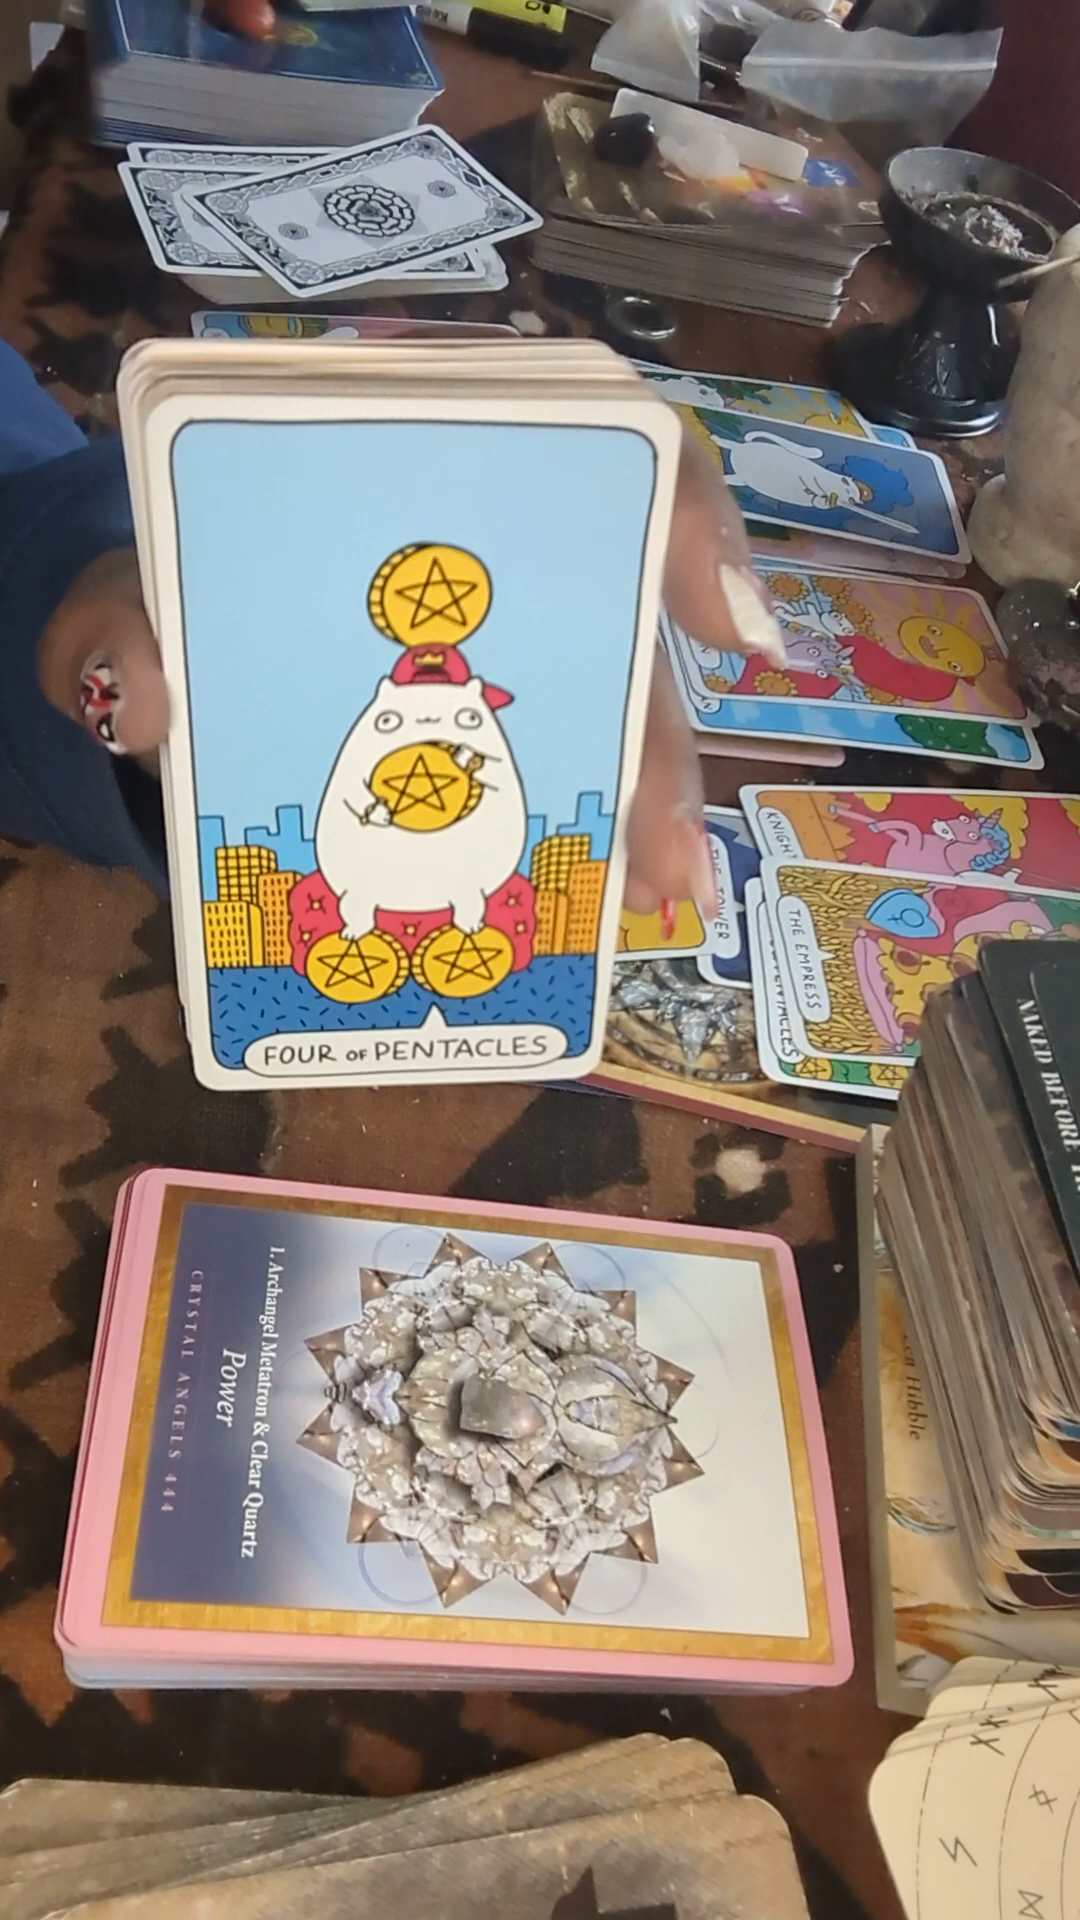 FOUR OF PENTACLES
KNIGHT
THE TOWER
THE EMPRESS
PENTACLES
NAKED BEFORE
1. Archangel Metatron & Clear Quartz
Power
CRYSTAL ANGELS 444
Hibble